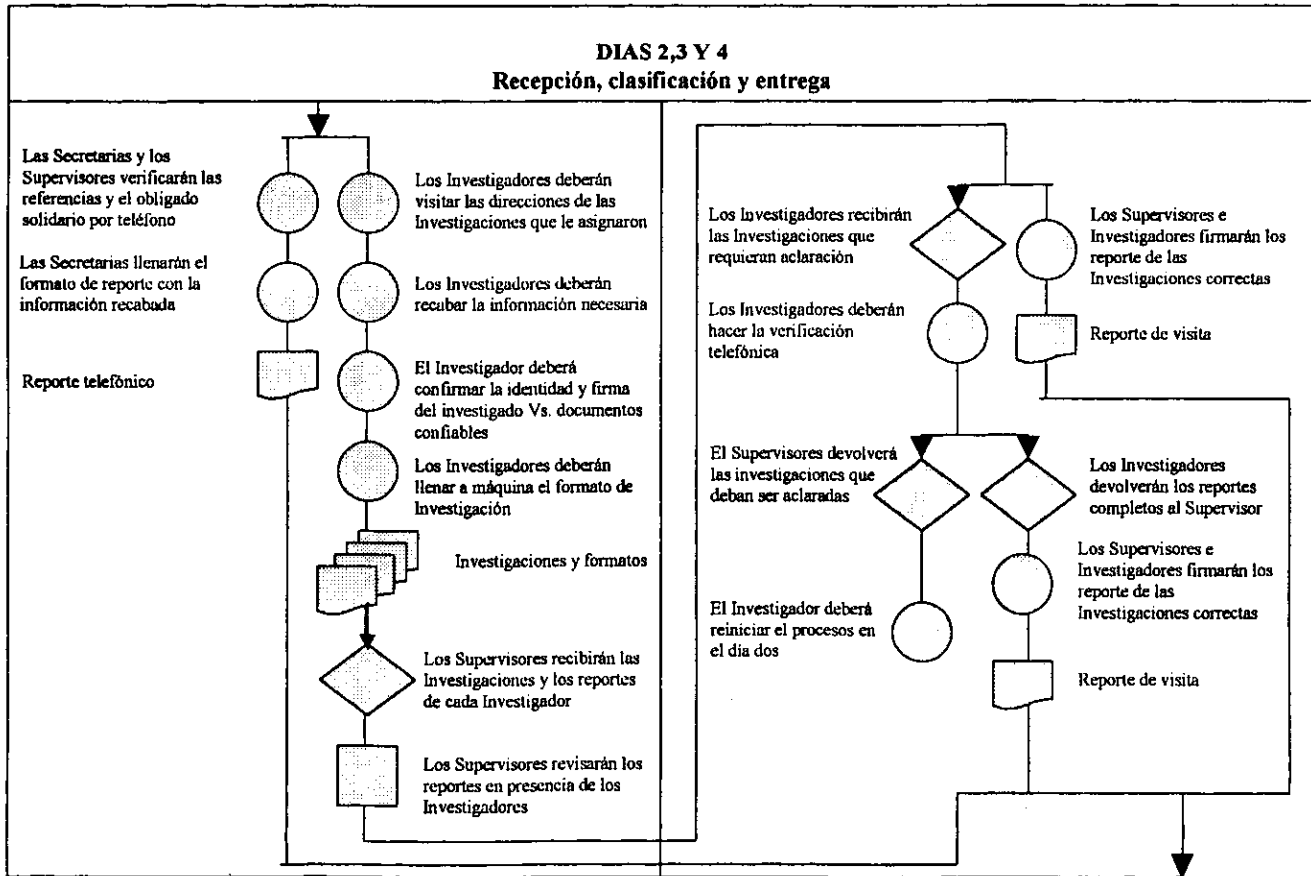 DIAS 2,3 Y 4
Recepción, clasificación y entrega
Las Secretarias y los
Supervisores verificarán las
referencias y el obligado
solidario por teléfono
Las Secretarias llenarán el
formato de reporte con la
información recabada
Reporte telefónico
Los Investigadores deberán
visitar las direcciones de las
Investigaciones que le asignaron
Los Investigadores deberán
recabar la información necesaria
El Investigador deberá
confirmar la identidad y firma
del investigado Vs. documentos
confiables
Los Investigadores deberán
llenar a máquina el formato de
Investigación
Investigaciones y formatos
Los Supervisores recibirán las
Investigaciones y los reportes
de cada Investigador
Los Supervisores revisarán los
reportes en presencia de los
Investigadores
Los Investigadores recibirán
las Investigaciones que
requieran aclaración
Los Investigadores deberán
hacer la verificación
telefónica
El Supervisores devolverá
las investigaciones que
deban ser aclaradas
El Investigador deberá
reiniciar el procesos en
el día dos
Los Supervisores e
Investigadores firmarán los
reporte de las
Investigaciones correctas
Reporte de visita
Los Investigadores
devolverán los reportes
completos al Supervisor
Los Supervisores e
Investigadores firmarán los
reporte de las
Investigaciones correctas
Reporte de visita